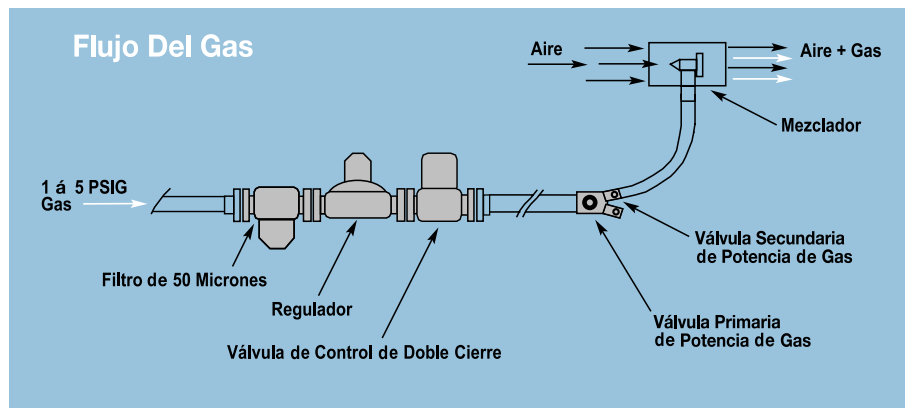 Flujo Del Gas
Aire
Aire + Gas
Mezclador
1 á 5 PSIG
Gas
Filtro de 50 Micrones
Regulador
Válvula de Control de Doble Cierre
Válvula Secundaria
de Potencia de Gas
Válvula Primaria
de Potencia de Gas